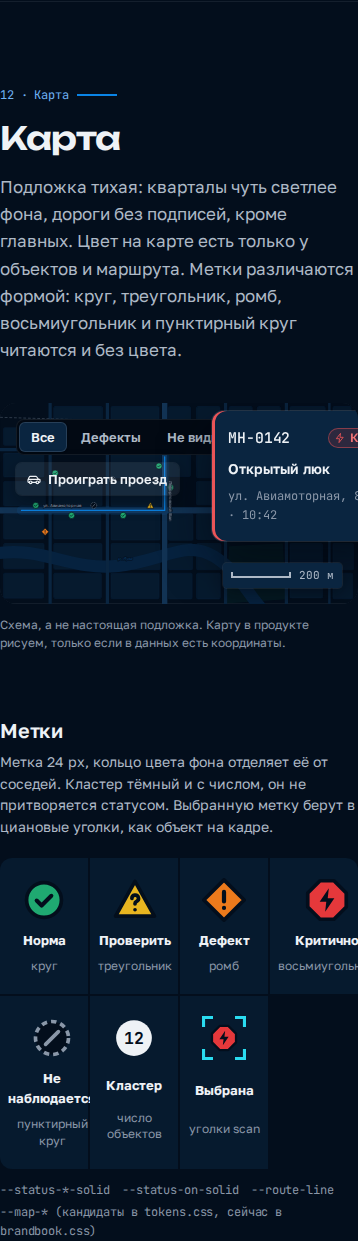 12 · Карта
Карта
Подложка тихая: кварталы чуть светлее
фона, дороги без подписей, кроме
главных. Цвет на карте есть только у
объектов и маршрута. Метки различаются
формой: круг, треугольник, ромб,
восьмиугольник и пунктирный круг
читаются и без цвета.
Все
Дефекты
Не вид
Проиграть проезд
ул. Авиамоторная
МН-0142
К
Открытый люк
ул. Авиамоторная, 8
· 10:42
200 м
Схема, а не настоящая подложка. Карту в продукте
рисуем, только если в данных есть координаты.
Метки
Метка 24 px, кольцо цвета фона отделяет её от
соседей. Кластер тёмный и с числом, он не
притворяется статусом. Выбранную метку берут в
циановые уголки, как объект на кадре.
Норма
круг
Проверить
треугольник
Дефект
ромб
Критично
восьмиугольн
Не
наблюдаетс
пунктирный
круг
12
Кластер
число
объектов
Выбрана
уголки scan
--status-*-solid --status-on-solid --route-line
--map-* (кандидаты в tokens.css, сейчас в
brandbook.css)